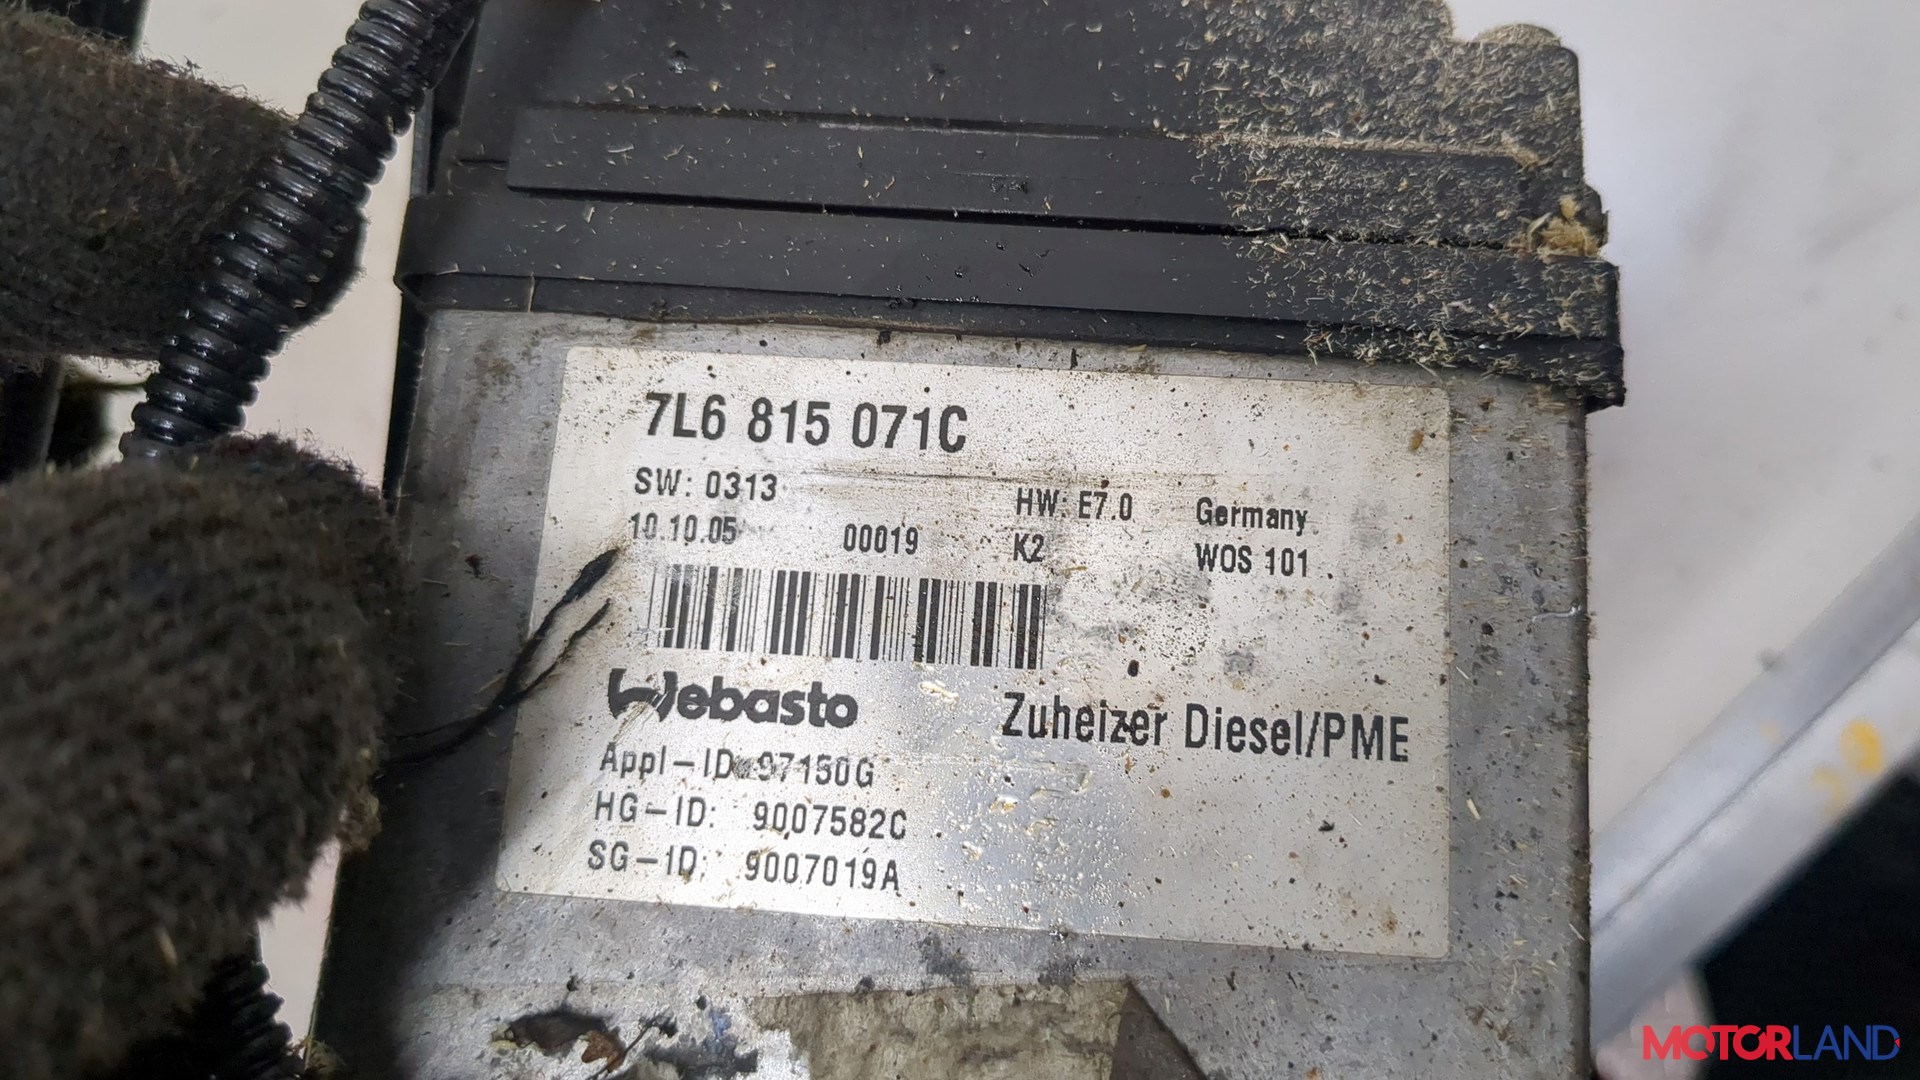 7L6 815 071C
SW: 0313 HW: E7.0 Germany
10.10.05 00019 K2 WOS 101
Webasto Zuheizer Diesel/PME
Appl-ID: 97150G
HG-ID: 9007582C
SG-ID: 9007019A
MOTORLAND